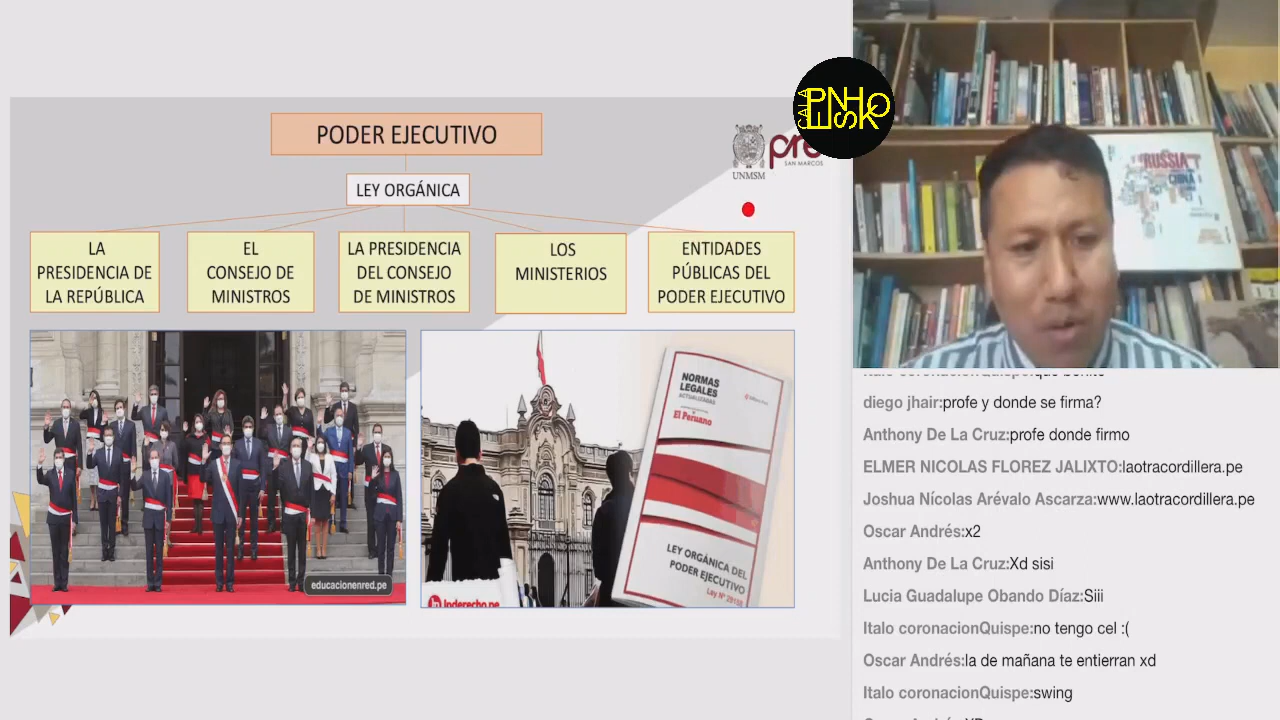 PODER EJECUTIVO
LEY ORGÁNICA
LA
PRESIDENCIA DE
LA REPÚBLICA
EL
CONSEJO DE
MINISTROS
LA PRESIDENCIA
DEL CONSEJO
DE MINISTROS
LOS
MINISTERIOS
ENTIDADES
PÚBLICAS DEL
PODER EJECUTIVO
UNMSM
SAN MARCOS
educacionenred.pe
NORMAS
LEGALES
ACTUALIZADAS
El Peruano
LEY ORGÁNICA DEL
PODER EJECUTIVO
RUSSIA
CHINA
diego jhair:profe y donde se firma?
Anthony De La Cruz:profe donde firmo
ELMER NICOLAS FLOREZ JALIXTO:laotracordillera.pe
Joshua Nícolas Arévalo Ascarza:www.laotracordillera.pe
Oscar Andrés:x2
Anthony De La Cruz:Xd sisi
Lucia Guadalupe Obando Díaz:Siii
Italo coronacionQuispe:no tengo cel :(
Oscar Andrés:la de mañana te entierran xd
Italo coronacionQuispe:swing